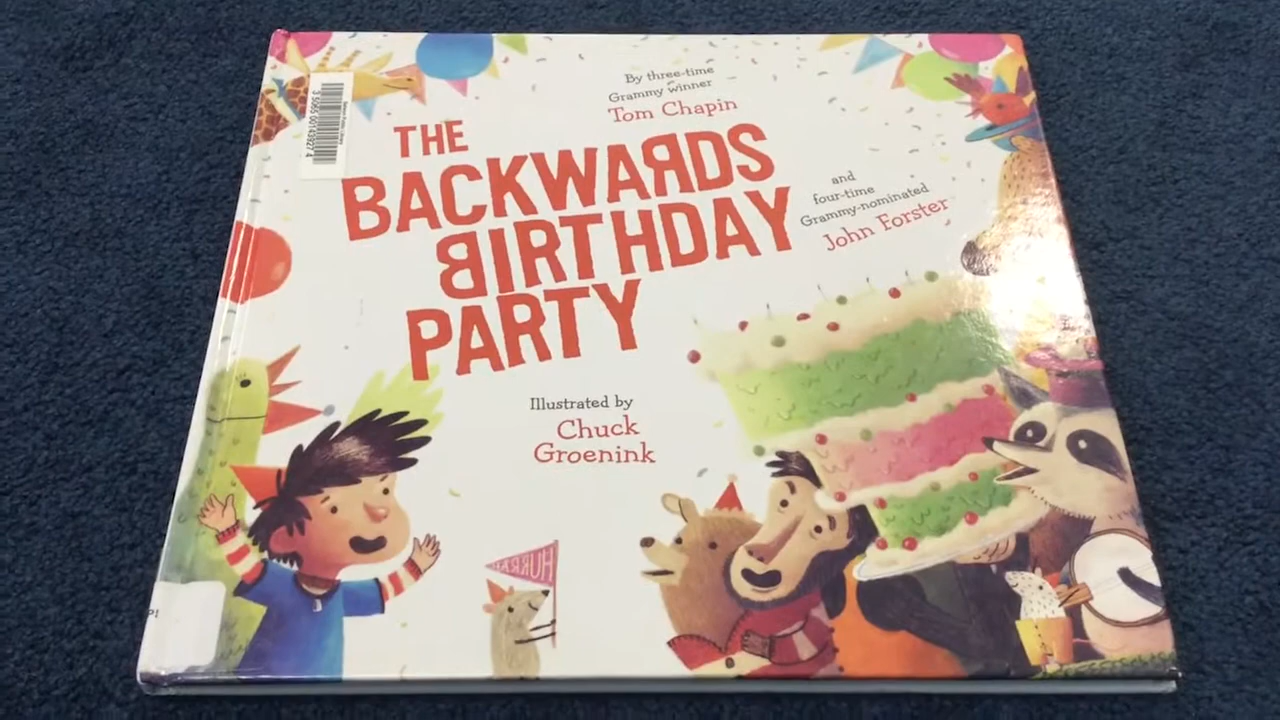 By three-time
Grammy winner
Tom Chapin
THE
BACKWARDS
BIRTHDAY
PARTY
and
four-time
Grammy-nominated
John Forster
Illustrated by
Chuck
Groenink
HURRAH